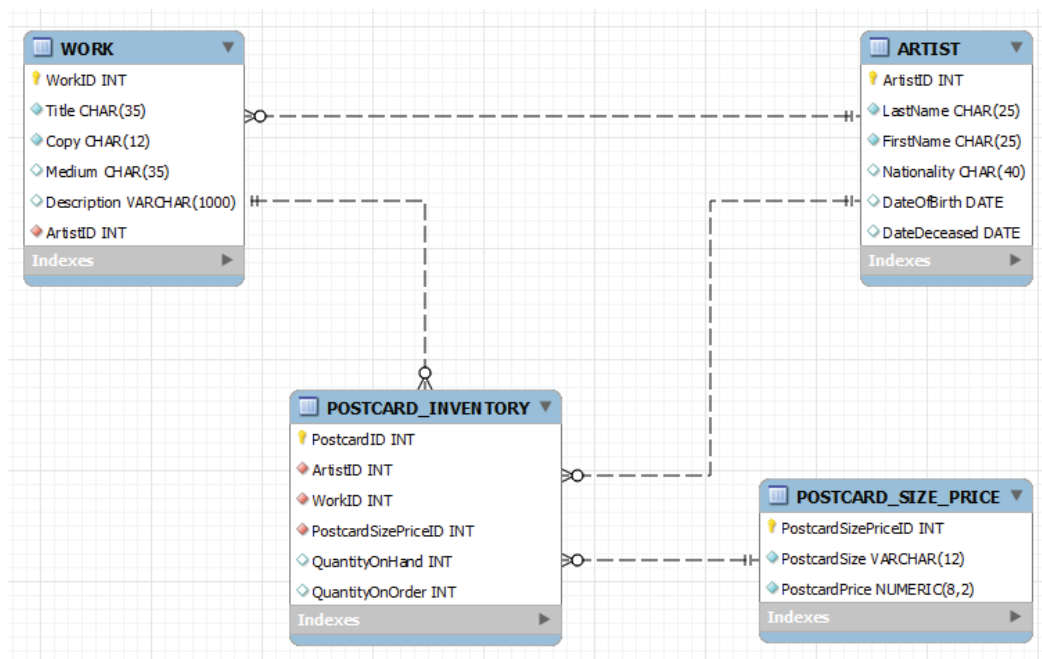 WORK
WorkID INT
Title CHAR(35)
Copy CHAR(12)
Medium CHAR(35)
Description VARCHAR(1000)
ArtistID INT
Indexes
ARTIST
ArtistID INT
LastName CHAR(25)
FirstName CHAR(25)
Nationality CHAR(40)
DateOfBirth DATE
DateDeceased DATE
Indexes
POSTCARD_INVENTORY
PostcardID INT
ArtistID INT
WorkID INT
PostcardSizePriceID INT
QuantityOnHand INT
QuantityOnOrder INT
Indexes
POSTCARD_SIZE_PRICE
PostcardSizePriceID INT
PostcardSize VARCHAR(12)
PostcardPrice NUMERIC(8,2)
Indexes